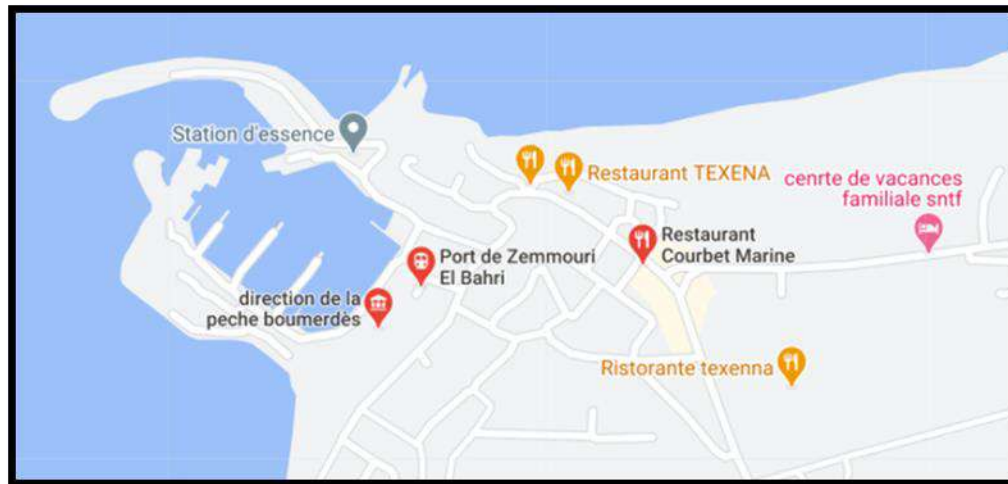 Station d'essence
Restaurant TEXENA
cenrte de vacances
familiale sntf
Restaurant
Courbet Marine
Port de Zemmouri
El Bahri
direction de la
peche boumerdès
Ristorante texenna